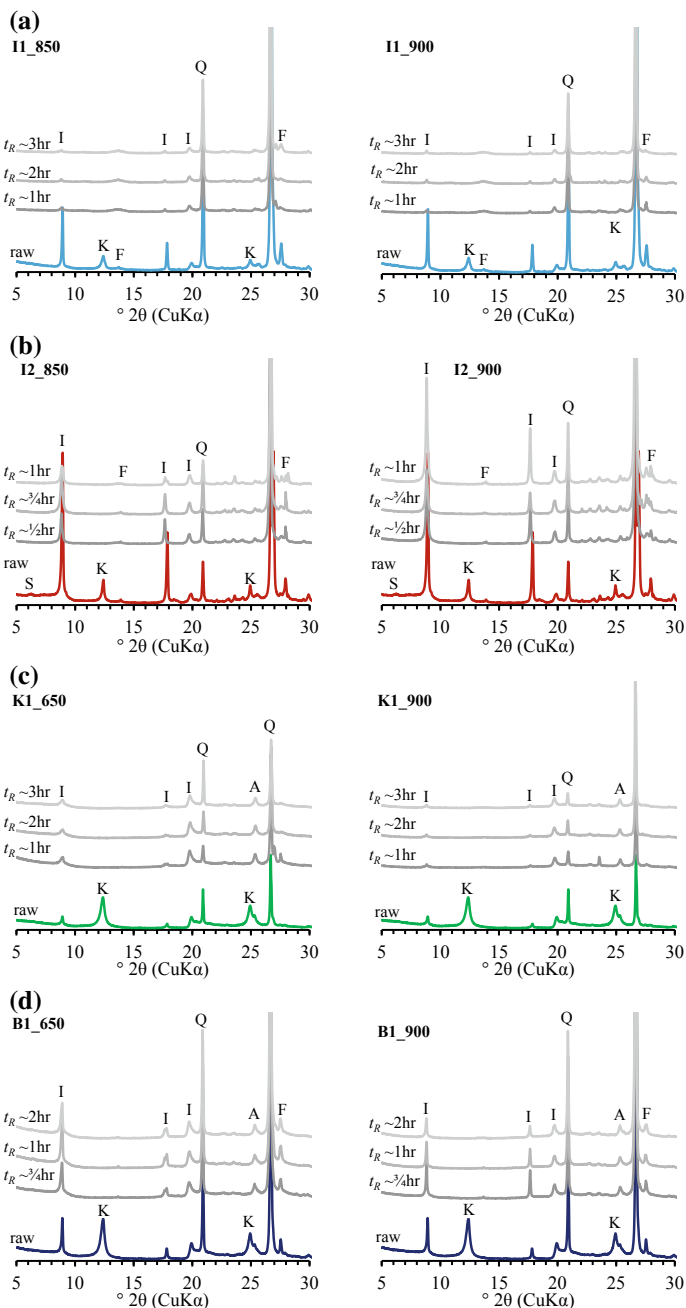 (a)
I1_850
Q
t_R ~3hr I I I F
t_R ~2hr
t_R ~1hr
raw K F K
5 10 15 20 25 30
° 2θ (CuKα)
I1_900
Q
t_R ~3hr I I I F
t_R ~2hr
t_R ~1hr
K
raw K F
5 10 15 20 25 30
° 2θ (CuKα)
(b)
I2_850
I Q
t_R ~1hr F I I F
t_R ~¾hr
t_R ~½hr
raw S K K
5 10 15 20 25 30
° 2θ (CuKα)
I2_900
I Q
t_R ~1hr F I I F
t_R ~¾hr
t_R ~½hr
raw S K K
5 10 15 20 25 30
° 2θ (CuKα)
(c)
K1_650
Q Q
t_R ~3hr I I I A
t_R ~2hr
t_R ~1hr
raw K K
5 10 15 20 25 30
° 2θ (CuKα)
K1_900
Q
t_R ~3hr I I I A
t_R ~2hr
t_R ~1hr
raw K K
5 10 15 20 25 30
° 2θ (CuKα)
(d)
B1_650
Q
I I I A F
t_R ~2hr
t_R ~1hr
t_R ~¾hr
raw K K
5 10 15 20 25 30
° 2θ (CuKα)
B1_900
Q
I I I A F
t_R ~2hr
t_R ~1hr
t_R ~¾hr
raw K K
5 10 15 20 25 30
° 2θ (CuKα)